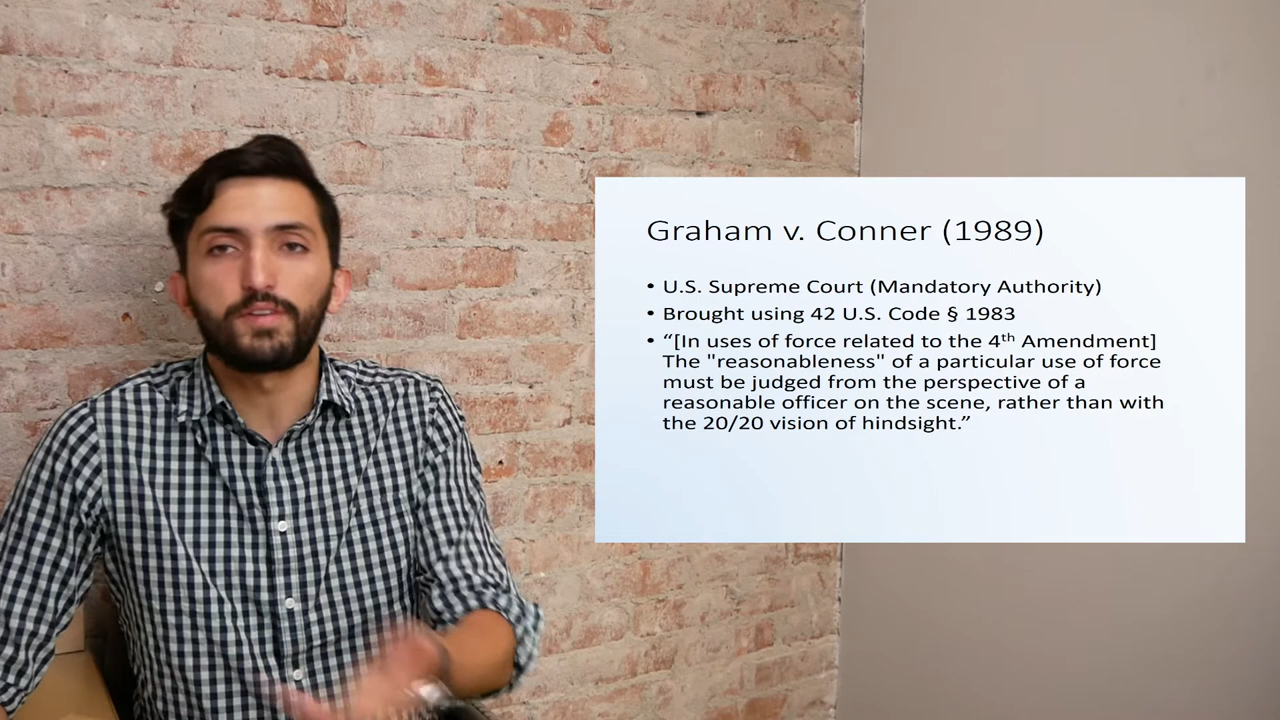 Graham v. Conner (1989)
• U.S. Supreme Court (Mandatory Authority)
• Brought using 42 U.S. Code § 1983
• “[In uses of force related to the 4th Amendment]
The "reasonableness" of a particular use of force
must be judged from the perspective of a
reasonable officer on the scene, rather than with
the 20/20 vision of hindsight.”